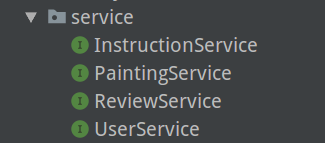 service
I InstructionService
I PaintingService
I ReviewService
I UserService